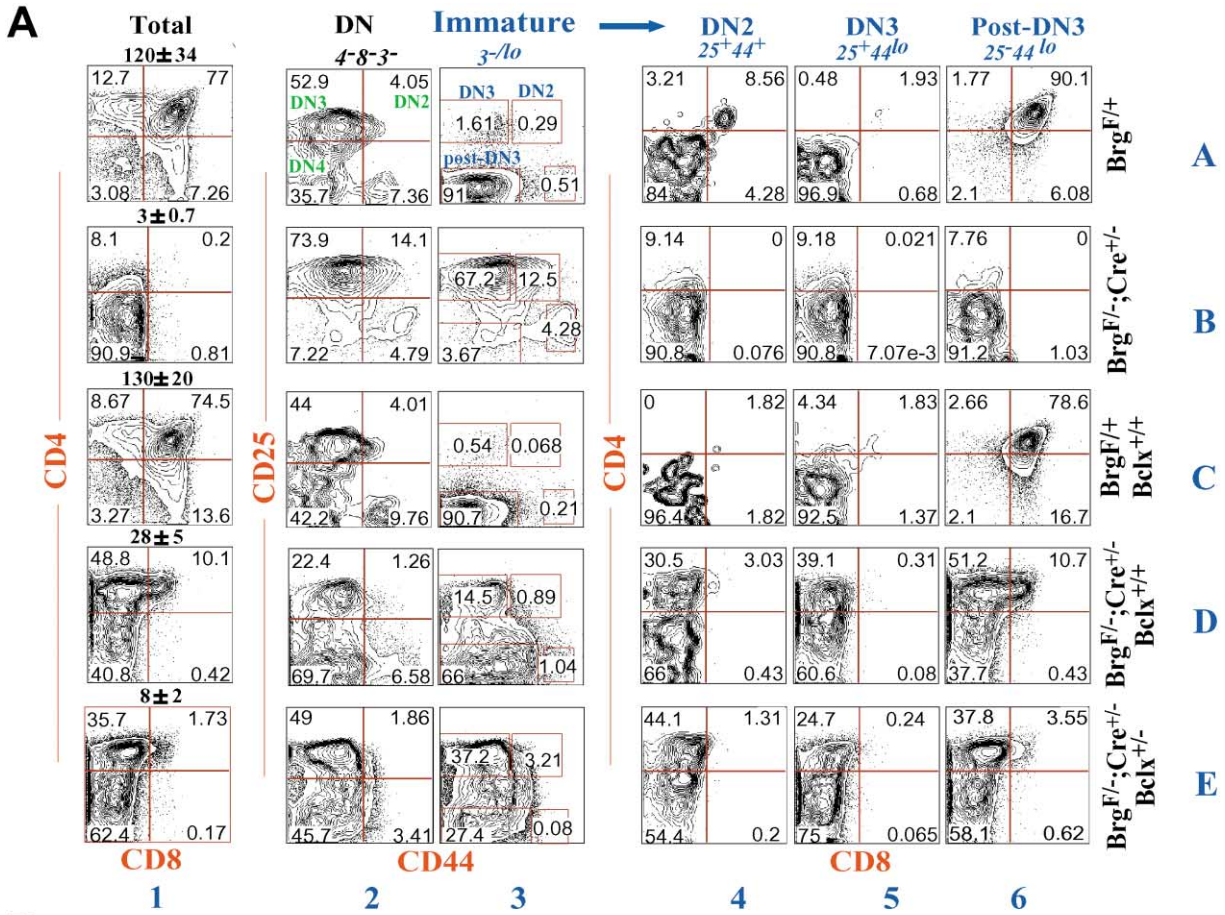 A
Total DN Immature → DN2 DN3 Post-DN3
4⁻8⁻3⁻ 3⁻/lo 25⁺44⁺ 25⁺44lo 25⁻44lo
120±34
12.7 77 52.9 4.05 3.21 8.56 0.48 1.93 1.77 90.1
DN3 DN2 DN3 DN2
1.61 0.29
DN4 post-DN3
3.08 7.26 35.7 7.36 91 0.51 84 4.28 96.9 0.68 2.1 6.08
BrgF/+
A
3±0.7
8.1 0.2 73.9 14.1 9.14 0 9.18 0.021 7.76 0
67.2 12.5
4.28
90.9 0.81 7.22 4.79 3.67 90.8 0.076 90.8 7.07e-3 91.2 1.03
BrgF/-;Cre+/-
B
130±20
8.67 74.5 44 4.01 0 1.82 4.34 1.83 2.66 78.6
0.54 0.068
3.27 13.6 42.2 9.76 90.7 0.21 96.4 1.82 92.5 1.37 2.1 16.7
BrgF/+
Bclx+/+
C
CD4 CD25 CD4
28±5
48.8 10.1 22.4 1.26 30.5 3.03 39.1 0.31 51.2 10.7
14.5 0.89
1.04
40.8 0.42 69.7 6.58 66 66 0.43 60.6 0.08 37.7 0.43
BrgF/-;Cre+/-
Bclx+/+
D
8±2
35.7 1.73 49 1.86 44.1 1.31 24.7 0.24 37.8 3.55
37.2 3.21
0.08
62.4 0.17 45.7 3.41 27.4 54.4 0.2 75 0.065 58.1 0.62
BrgF/-;Cre+/-
Bclx+/-
E
CD8 CD44 CD8
1 2 3 4 5 6